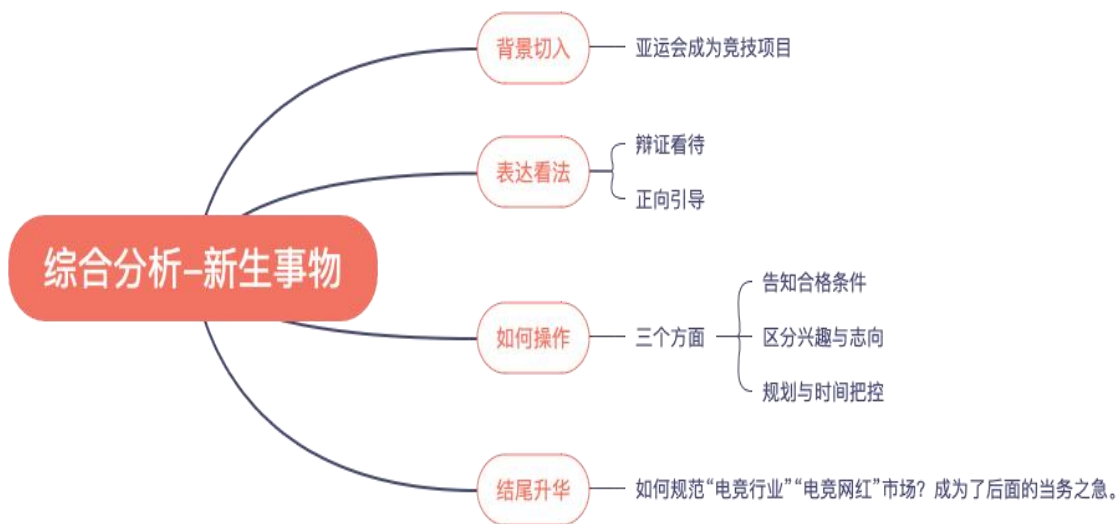 综合分析–新生事物
背景切入
亚运会成为竞技项目
表达看法
辩证看待
正向引导
如何操作
三个方面
告知合格条件
区分兴趣与志向
规划与时间把控
结尾升华
如何规范“电竞行业”“电竞网红”市场？成为了后面的当务之急。